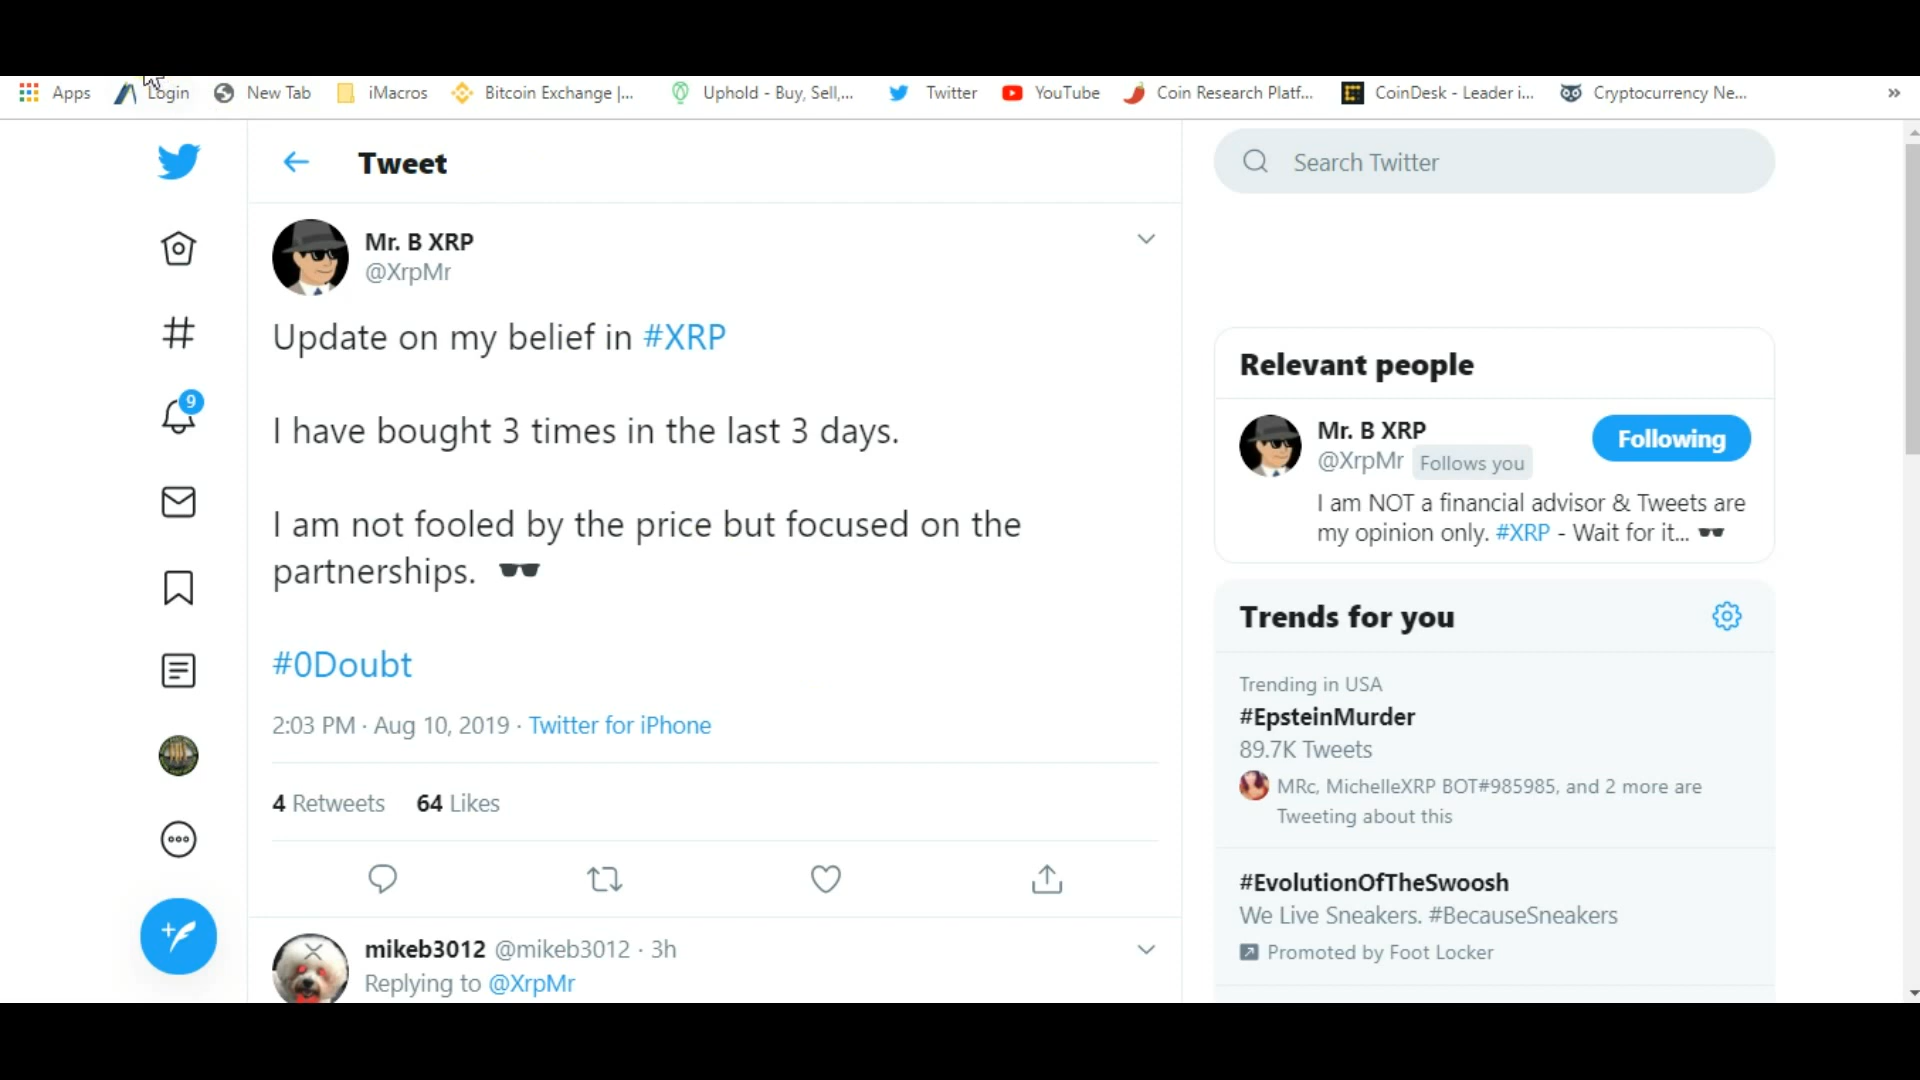 Apps Login New Tab iMacros Bitcoin Exchange |... Uphold - Buy, Sell,... Twitter YouTube Coin Research Platf... CoinDesk - Leader i... Cryptocurrency Ne... »
Tweet
Search Twitter
Mr. B XRP
@XrpMr
Update on my belief in #XRP
I have bought 3 times in the last 3 days.
I am not fooled by the price but focused on the
partnerships. 🕶
#0Doubt
2:03 PM · Aug 10, 2019 · Twitter for iPhone
4 Retweets 64 Likes
mikeb3012 @mikeb3012 · 3h
Replying to @XrpMr
9
Relevant people
Mr. B XRP
@XrpMr Follows you
Following
I am NOT a financial advisor & Tweets are
my opinion only. #XRP - Wait for it... 🕶
Trends for you
Trending in USA
#EpsteinMurder
89.7K Tweets
MRc, MichelleXRP BOT#985985, and 2 more are
Tweeting about this
#EvolutionOfTheSwoosh
We Live Sneakers. #BecauseSneakers
Promoted by Foot Locker